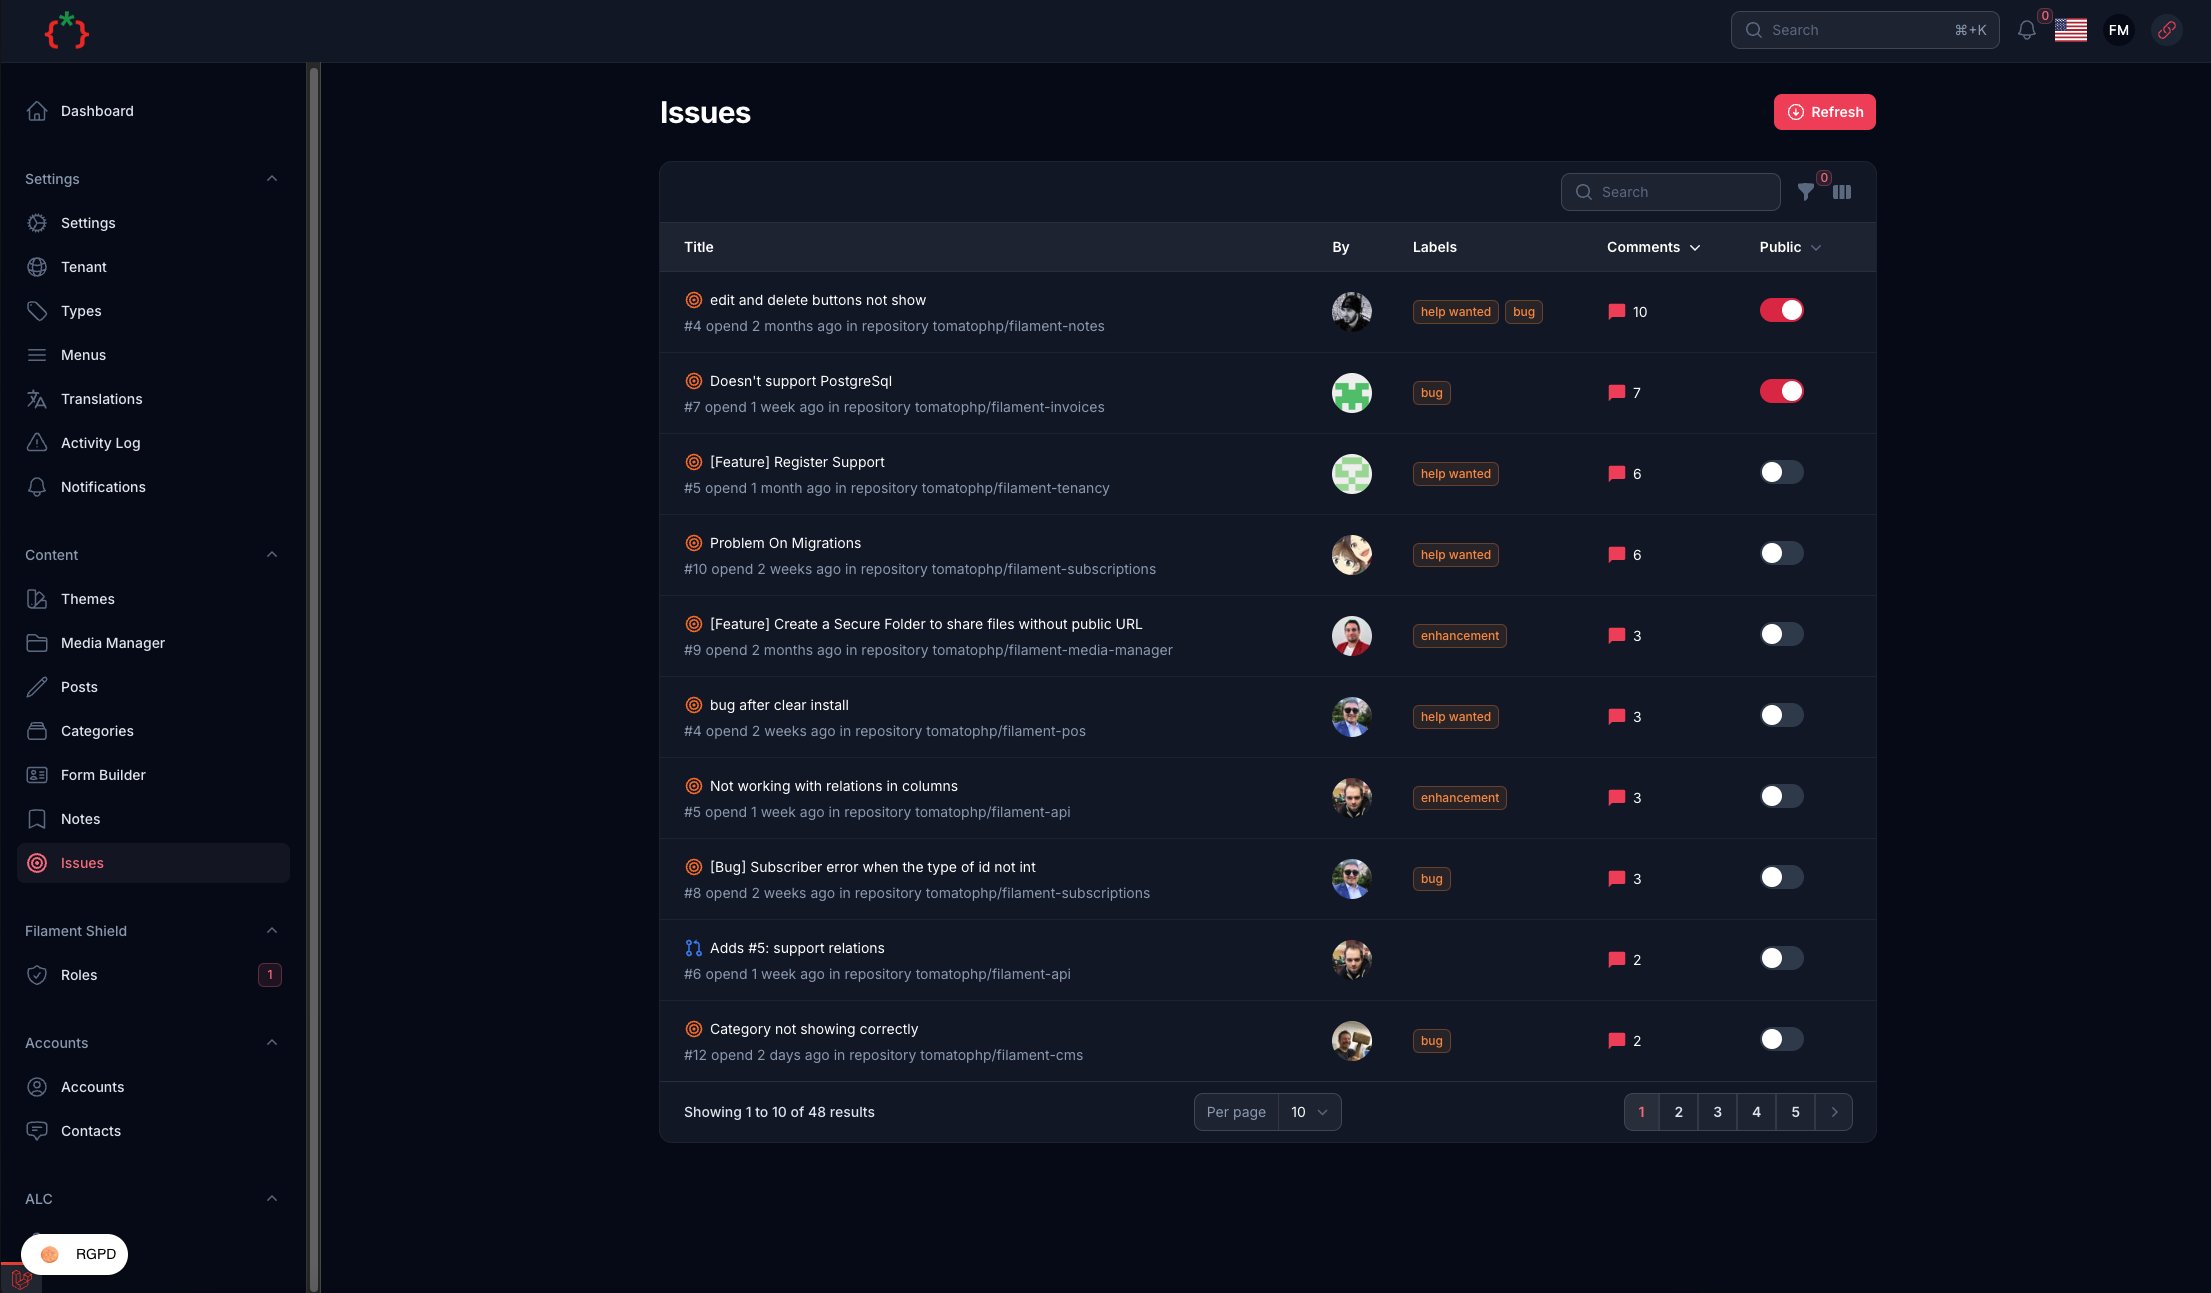 Search ⌘+K
0
FM
Dashboard
Settings
Settings
Tenant
Types
Menus
Translations
Activity Log
Notifications
Content
Themes
Media Manager
Posts
Categories
Form Builder
Notes
Issues
Filament Shield
Roles 1
Accounts
Accounts
Contacts
ALC
RGPD
Issues
Refresh
Search
0
Title By Labels Comments Public
edit and delete buttons not show
#4 opend 2 months ago in repository tomatophp/filament-notes
help wanted bug 10
Doesn't support PostgreSql
#7 opend 1 week ago in repository tomatophp/filament-invoices
bug 7
[Feature] Register Support
#5 opend 1 month ago in repository tomatophp/filament-tenancy
help wanted 6
Problem On Migrations
#10 opend 2 weeks ago in repository tomatophp/filament-subscriptions
help wanted 6
[Feature] Create a Secure Folder to share files without public URL
#9 opend 2 months ago in repository tomatophp/filament-media-manager
enhancement 3
bug after clear install
#4 opend 2 weeks ago in repository tomatophp/filament-pos
help wanted 3
Not working with relations in columns
#5 opend 1 week ago in repository tomatophp/filament-api
enhancement 3
[Bug] Subscriber error when the type of id not int
#8 opend 2 weeks ago in repository tomatophp/filament-subscriptions
bug 3
Adds #5: support relations
#6 opend 1 week ago in repository tomatophp/filament-api
2
Category not showing correctly
#12 opend 2 days ago in repository tomatophp/filament-cms
bug 2
Showing 1 to 10 of 48 results
Per page 10
1 2 3 4 5